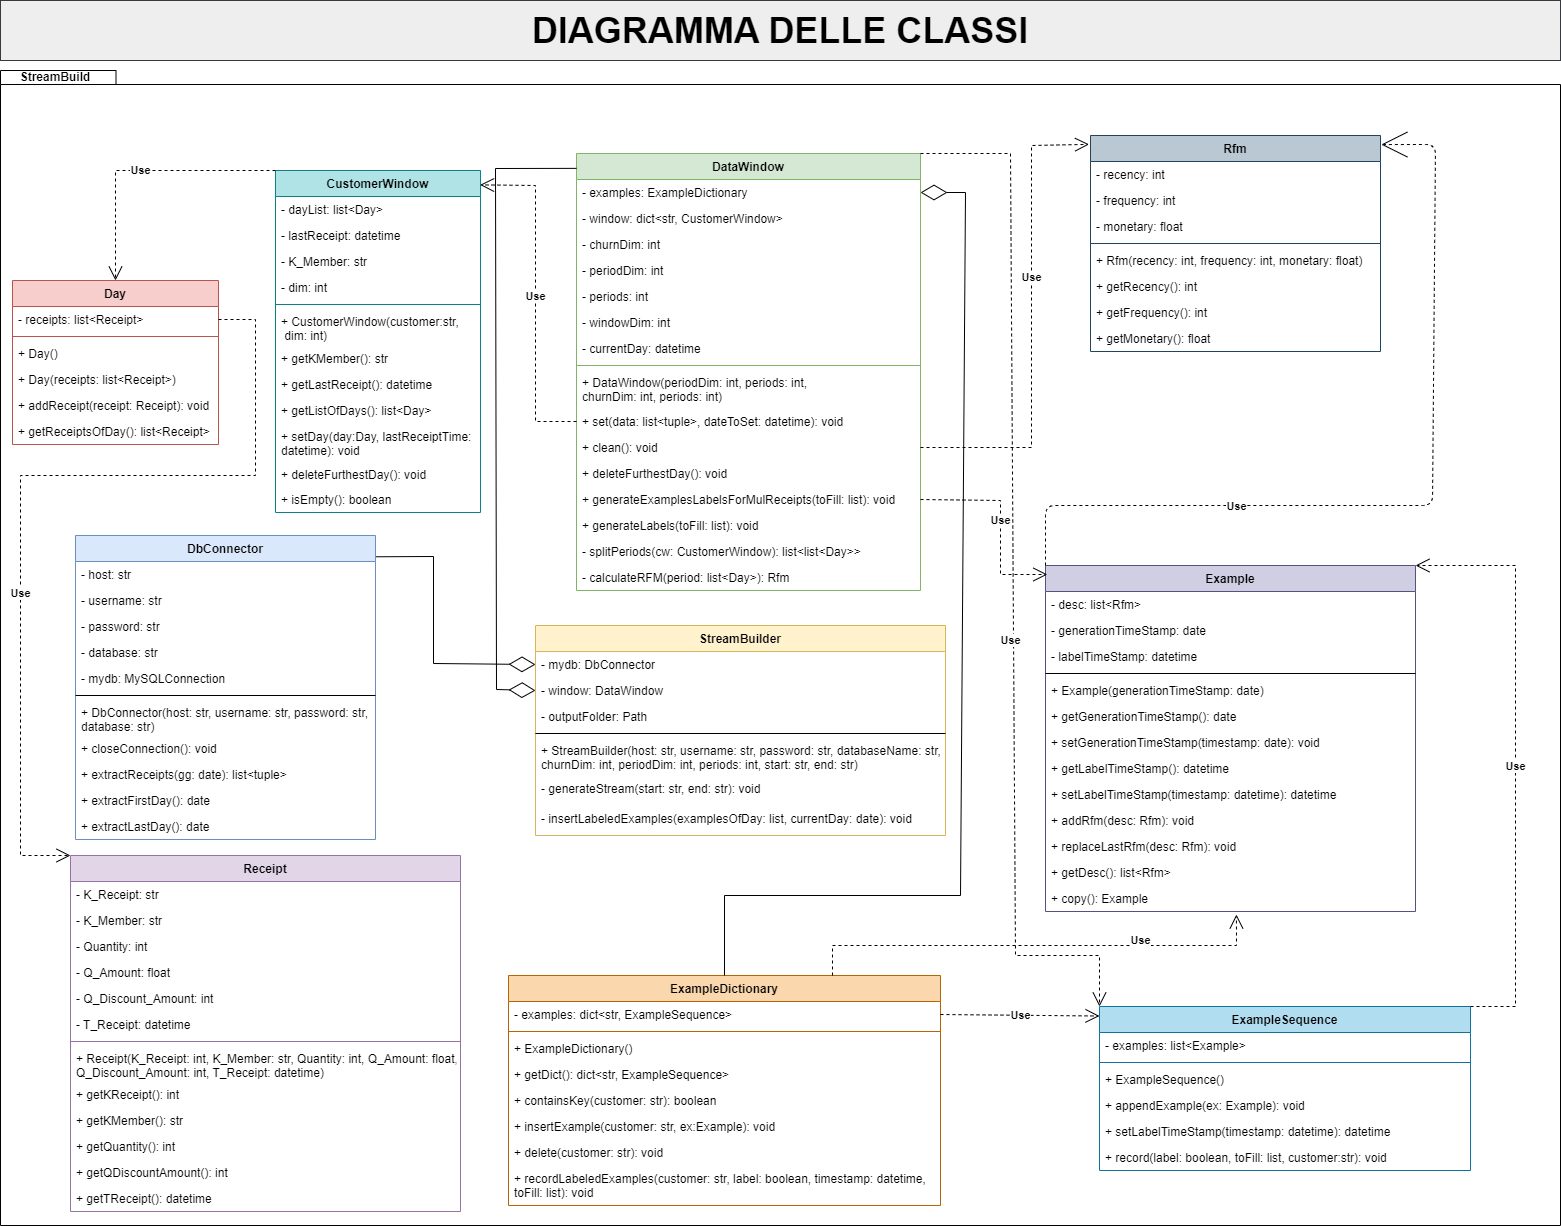 DIAGRAMMA DELLE CLASSI
StreamBuild
Use
Day
- receipts: list<Receipt>
+ Day()
+ Day(receipts: list<Receipt>)
+ addReceipt(receipt: Receipt): void
+ getReceiptsOfDay(): list<Receipt>
CustomerWindow
- dayList: list<Day>
- lastReceipt: datetime
- K_Member: str
- dim: int
+ CustomerWindow(customer:str,
dim: int)
+ getKMember(): str
+ getLastReceipt(): datetime
+ getListOfDays(): list<Day>
+ setDay(day:Day, lastReceiptTime:
datetime): void
+ deleteFurthestDay(): void
+ isEmpty(): boolean
Use
DataWindow
- examples: ExampleDictionary
- window: dict<str, CustomerWindow>
- churnDim: int
- periodDim: int
- periods: int
- windowDim: int
- currentDay: datetime
+ DataWindow(periodDim: int, periods: int,
churnDim: int, periods: int)
+ set(data: list<tuple>, dateToSet: datetime): void
+ clean(): void
+ deleteFurthestDay(): void
+ generateExamplesLabelsForMulReceipts(toFill: list): void
+ generateLabels(toFill: list): void
- splitPeriods(cw: CustomerWindow): list<list<Day>>
- calculateRFM(period: list<Day>): Rfm
Use
Use
Use
Rfm
- recency: int
- frequency: int
- monetary: float
+ Rfm(recency: int, frequency: int, monetary: float)
+ getRecency(): int
+ getFrequency(): int
+ getMonetary(): float
Use
Use
DbConnector
- host: str
- username: str
- password: str
- database: str
- mydb: MySQLConnection
+ DbConnector(host: str, username: str, password: str,
database: str)
+ closeConnection(): void
+ extractReceipts(gg: date): list<tuple>
+ extractFirstDay(): date
+ extractLastDay(): date
StreamBuilder
- mydb: DbConnector
- window: DataWindow
- outputFolder: Path
+ StreamBuilder(host: str, username: str, password: str, databaseName: str,
churnDim: int, periodDim: int, periods: int, start: str, end: str)
- generateStream(start: str, end: str): void
- insertLabeledExamples(examplesOfDay: list, currentDay: date): void
Example
- desc: list<Rfm>
- generationTimeStamp: date
- labelTimeStamp: datetime
+ Example(generationTimeStamp: date)
+ getGenerationTimeStamp(): date
+ setGenerationTimeStamp(timestamp: date): void
+ getLabelTimeStamp(): datetime
+ setLabelTimeStamp(timestamp: datetime): datetime
+ addRfm(desc: Rfm): void
+ replaceLastRfm(desc: Rfm): void
+ getDesc(): list<Rfm>
+ copy(): Example
Use
Use
Receipt
- K_Receipt: str
- K_Member: str
- Quantity: int
- Q_Amount: float
- Q_Discount_Amount: int
- T_Receipt: datetime
+ Receipt(K_Receipt: int, K_Member: str, Quantity: int, Q_Amount: float,
Q_Discount_Amount: int, T_Receipt: datetime)
+ getKReceipt(): int
+ getKMember(): str
+ getQuantity(): int
+ getQDiscountAmount(): int
+ getTReceipt(): datetime
ExampleDictionary
- examples: dict<str, ExampleSequence>
+ ExampleDictionary()
+ getDict(): dict<str, ExampleSequence>
+ containsKey(customer: str): boolean
+ insertExample(customer: str, ex:Example): void
+ delete(customer: str): void
+ recordLabeledExamples(customer: str, label: boolean, timestamp: datetime,
toFill: list): void
Use
ExampleSequence
- examples: list<Example>
+ ExampleSequence()
+ appendExample(ex: Example): void
+ setLabelTimeStamp(timestamp: datetime): datetime
+ record(label: boolean, toFill: list, customer:str): void